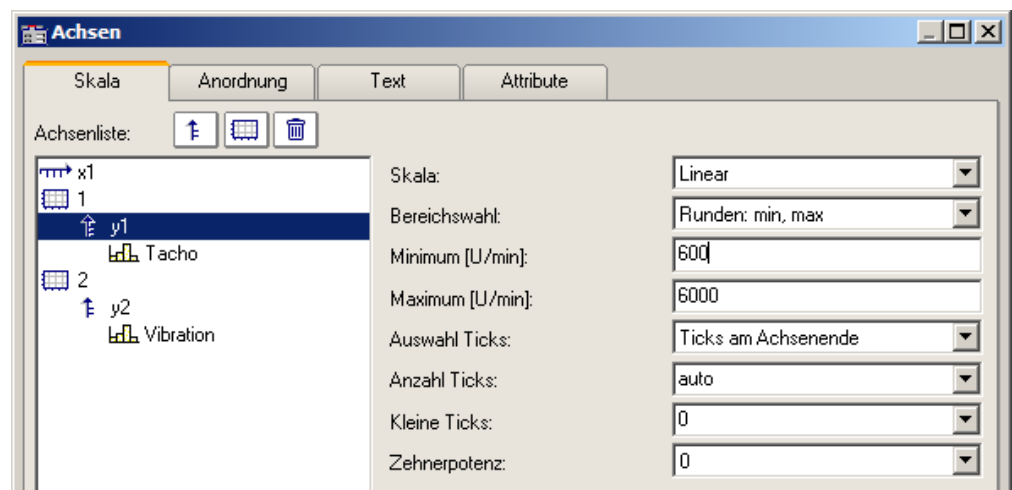 Achsen
Skala Anordnung Text Attribute
Achsenliste:
x1
1
y1
Tacho
2
y2
Vibration
Skala: Linear
Bereichswahl: Runden: min, max
Minimum [U/min]: 600
Maximum [U/min]: 6000
Auswahl Ticks: Ticks am Achsenende
Anzahl Ticks: auto
Kleine Ticks: 0
Zehnerpotenz: 0